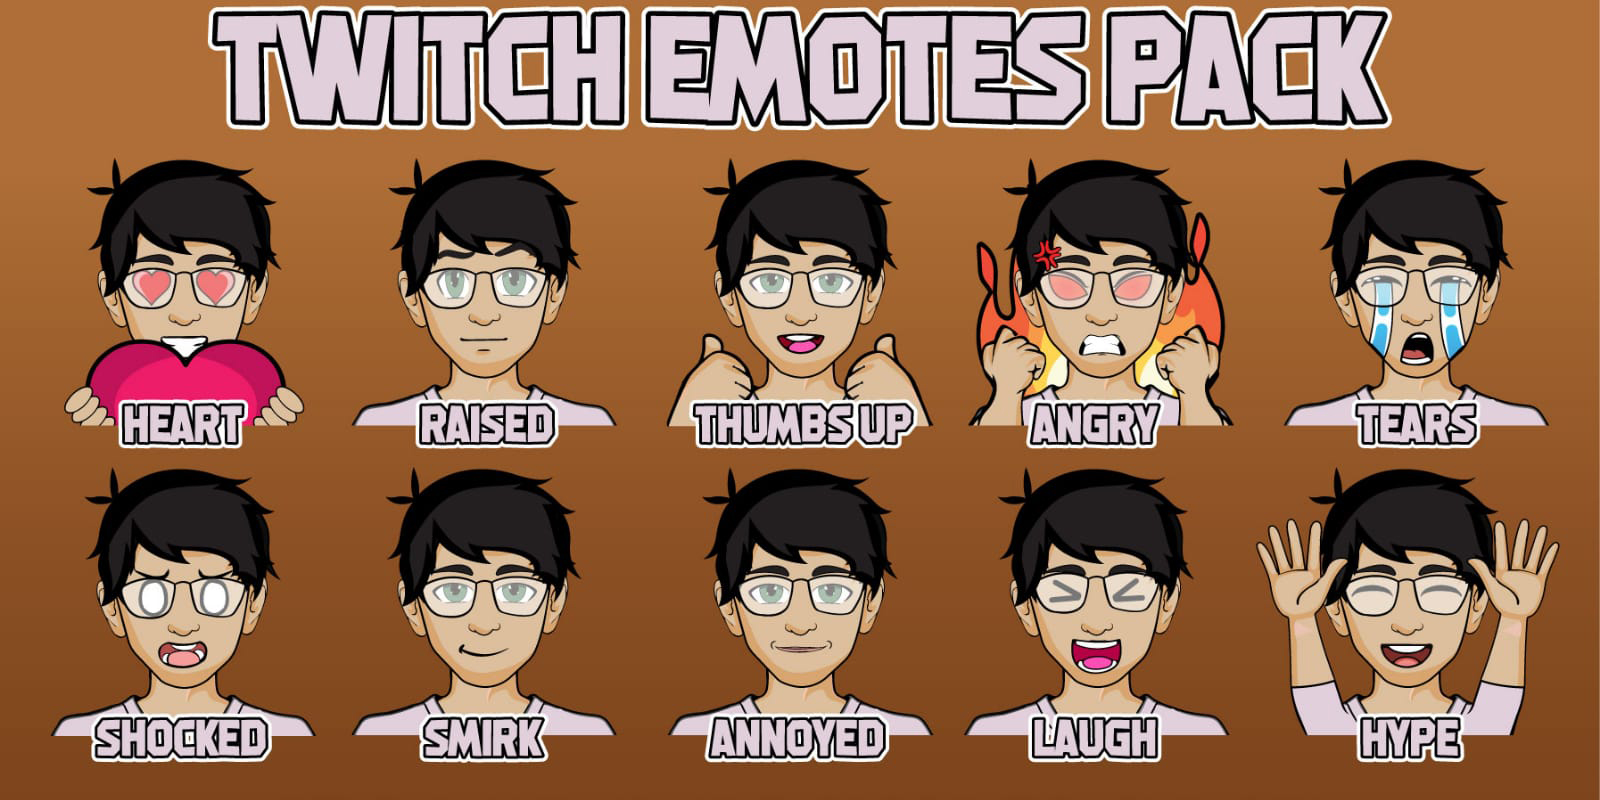 TWITCH EMOTES PACK
HEART
RAISED
THUMBS UP
ANGRY
TEARS
SHOCKED
SMIRK
ANNOYED
LAUGH
HYPE